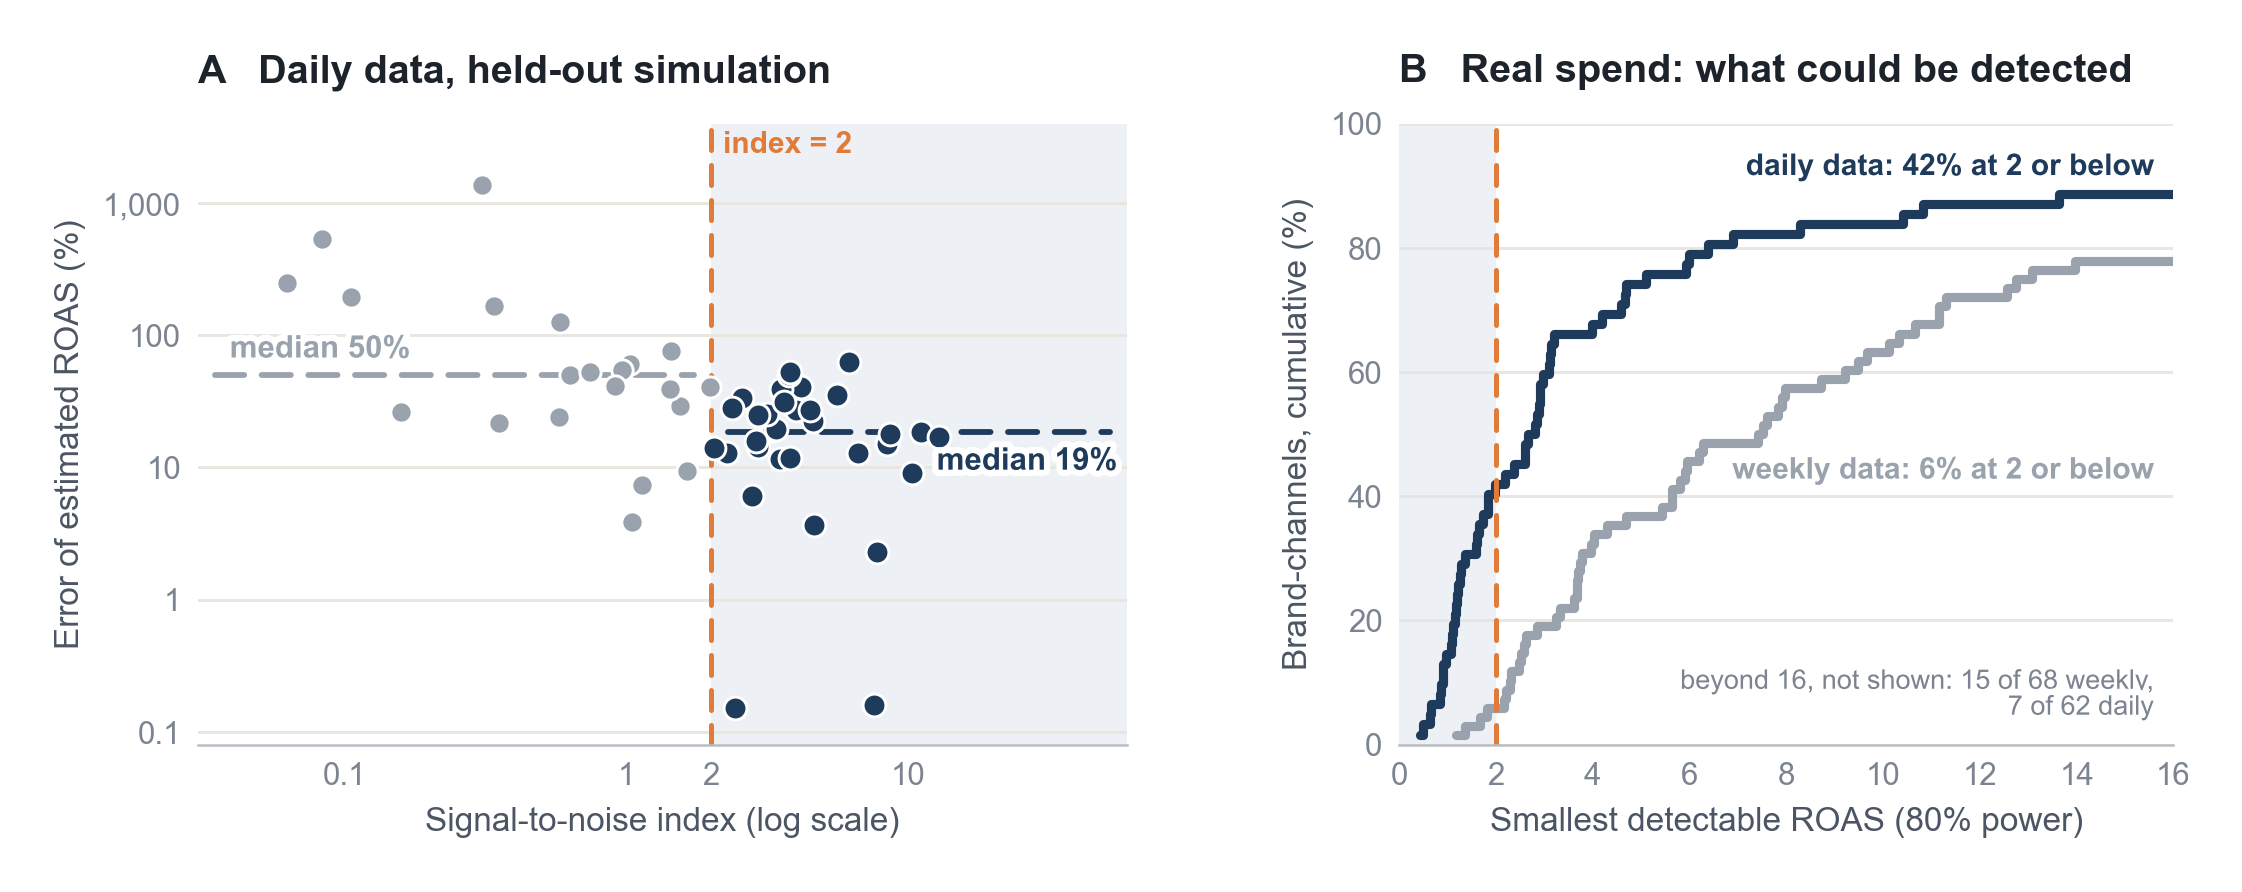 A Daily data, held-out simulation
index = 2
1,000
100
10
1
0.1
Error of estimated ROAS (%)
median 50%
median 19%
0.1 1 2 10
Signal-to-noise index (log scale)
B Real spend: what could be detected
100
80
60
40
20
0
Brand-channels, cumulative (%)
daily data: 42% at 2 or below
weekly data: 6% at 2 or below
beyond 16, not shown: 15 of 68 weekly,
7 of 62 daily
0 2 4 6 8 10 12 14 16
Smallest detectable ROAS (80% power)